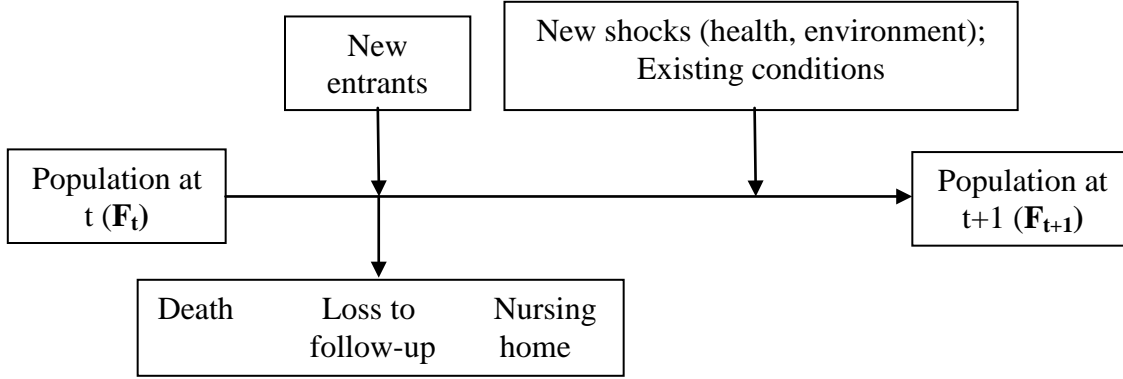 New
entrants
New shocks (health, environment);
Existing conditions
Population at
t (Ft)
Population at
t+1 (Ft+1)
Death Loss to Nursing
follow-up home